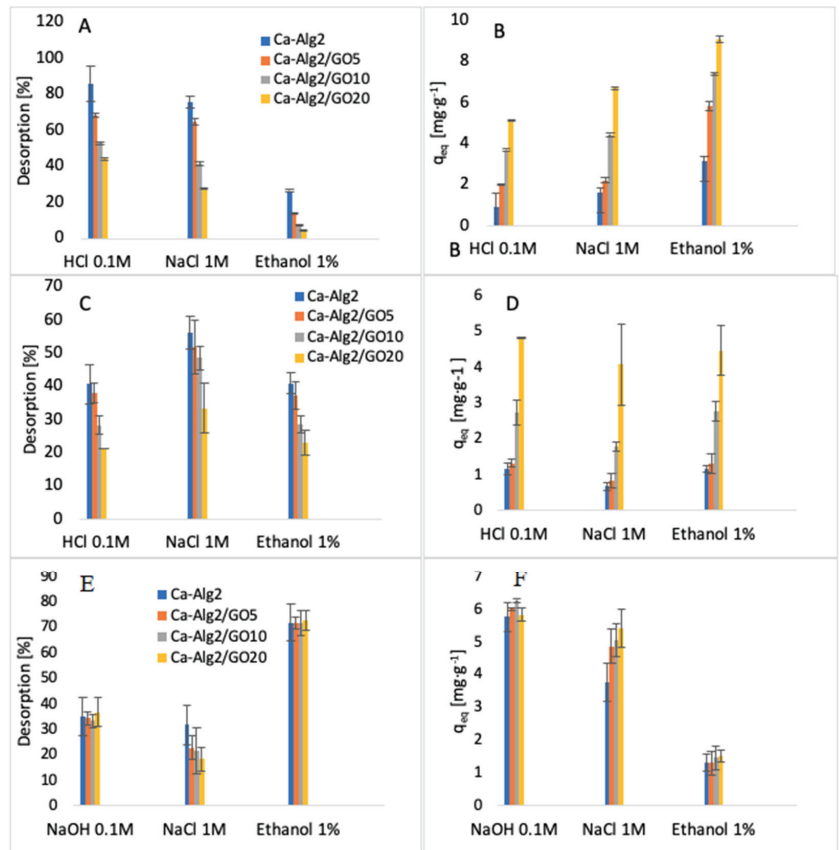 A
Desorption [%]
120
100
80
60
40
20
0
Ca-Alg2
Ca-Alg2/GO5
Ca-Alg2/GO10
Ca-Alg2/GO20
HCl 0.1M NaCl 1M Ethanol 1%
B
qeq [mg·g-1]
10
8
6
4
2
0
B HCl 0.1M NaCl 1M Ethanol 1%
C
Desorption [%]
70
60
50
40
30
20
10
0
Ca-Alg2
Ca-Alg2/GO5
Ca-Alg2/GO10
Ca-Alg2/GO20
HCl 0.1M NaCl 1M Ethanol 1%
D
qeq [mg·g-1]
6
5
4
3
2
1
0
HCl 0.1M NaCl 1M Ethanol 1%
E
Desorption [%]
90
80
70
60
50
40
30
20
10
0
Ca-Alg2
Ca-Alg2/GO5
Ca-Alg2/GO10
Ca-Alg2/GO20
NaOH 0.1M NaCl 1M Ethanol 1%
F
qeq [mg·g-1]
7
6
5
4
3
2
1
0
NaOH 0.1M NaCl 1M Ethanol 1%